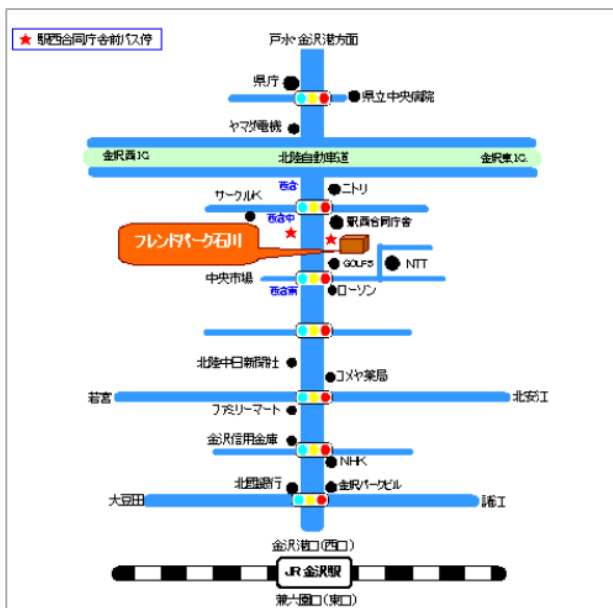 ★ 駅西合同庁舎前バス停
戸水・金沢港方面
県庁
県立中央病院
ヤマダ電機
金沢西IC.
北陸自動車道
金沢東IC.
西念
ニトリ
サークルK
西念中
駅西合同庁舎
フレンドパーク石川
GOLF5
NTT
中央市場
西念南
ローソン
北陸中日新聞社
コメヤ薬局
若宮
北安江
ファミリーマート
金沢信用金庫
NHK
北國銀行
金沢パークビル
大豆田
諸江
金沢港口(西口)
JR金沢駅
兼六園口(東口)